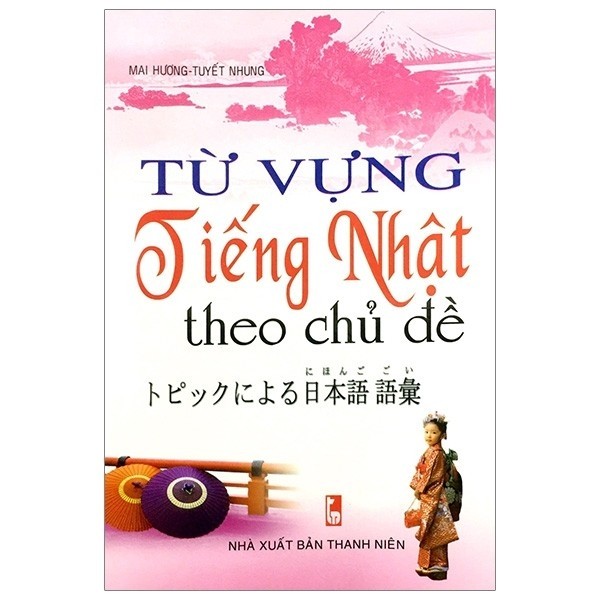 MAI HƯƠNG-TUYẾT NHUNG
TỪ VỰNG
Tiếng Nhật
theo chủ đề
にほんご ごい
トピックによる日本語 語彙
NHÀ XUẤT BẢN THANH NIÊN